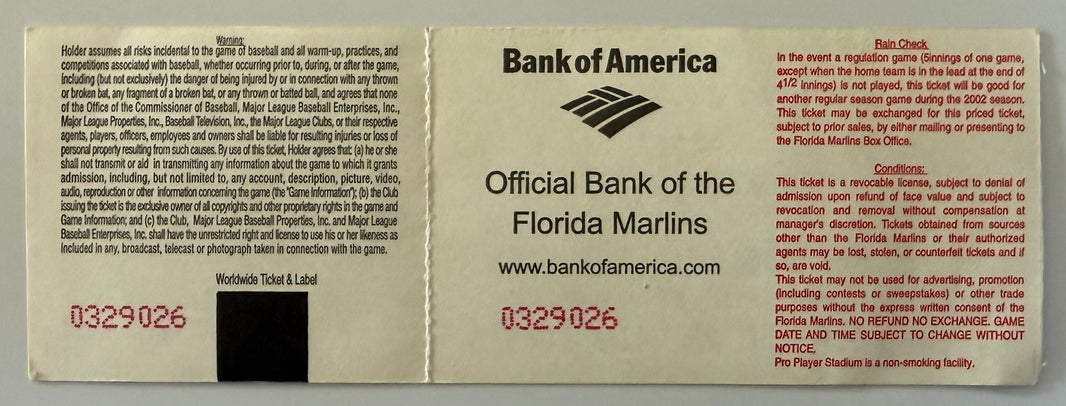 Warning:
Holder assumes all risks incidental to the game of baseball and all warm-up, practices, and
competitions associated with baseball, whether occurring prior to, during, or after the game,
including (but not exclusively) the danger of being injured by or in connection with any thrown
or broken bat, any fragment of a broken bat, or any thrown or batted ball, and agrees that none
of the Office of the Commissioner of Baseball, Major League Baseball Enterprises, Inc.,
Major League Properties, Inc., Baseball Television, Inc., the Major League Clubs, or their respective
agents, players, officers, employees and owners shall be liable for resulting injuries or loss of
personal property resulting from such causes. By use of this ticket, Holder agrees that: (a) he or she
shall not transmit or aid in transmitting any information about the game to which it grants
admission, including, but not limited to, any account, description, picture, video,
audio, reproduction or other information concerning the game (the "Game Information"); (b) the Club
issuing the ticket is the exclusive owner of all copyrights and other proprietary rights in the game and
Game Information; and (c) the Club, Major League Baseball Properties, Inc. and Major League
Baseball Enterprises, Inc. shall have the unrestricted right and license to use his or her likeness as
included in any, broadcast, telecast or photograph taken in connection with the game.
Worldwide Ticket & Label
0329026
Bank of America
Official Bank of the
Florida Marlins
www.bankofamerica.com
0329026
Rain Check
In the event a regulation game (5innings of one game,
except when the home team is in the lead at the end of
4 1/2 innings) is not played, this ticket will be good for
another regular season game during the 2002 season.
This ticket may be exchanged for this priced ticket,
subject to prior sales, by either mailing or presenting to
the Florida Marlins Box Office.
Conditions:
This ticket is a revocable license, subject to denial of
admission upon refund of face value and subject to
revocation and removal without compensation at
manager's discretion. Tickets obtained from sources
other than the Florida Marlins or their authorized
agents may be lost, stolen, or counterfeit tickets and if
so, are void.
This ticket may not be used for advertising, promotion
(including contests or sweepstakes) or other trade
purposes without the express written consent of the
Florida Marlins. NO REFUND NO EXCHANGE. GAME
DATE AND TIME SUBJECT TO CHANGE WITHOUT
NOTICE,
Pro Player Stadium is a non-smoking facility.